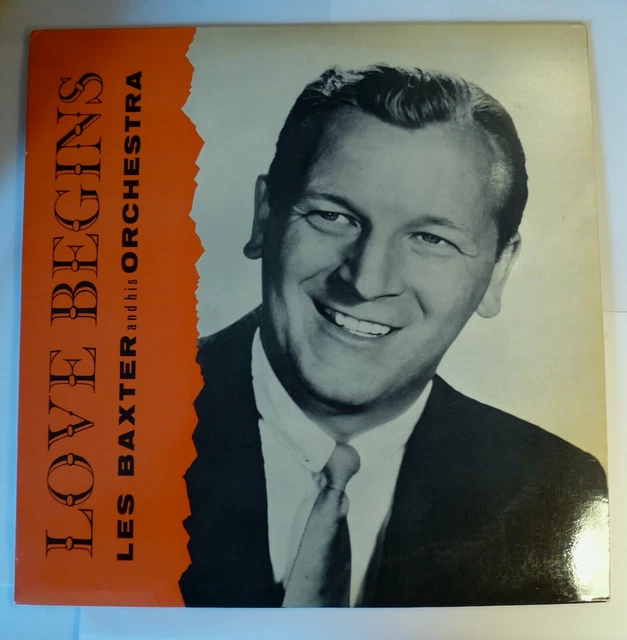 LOVE BEGINS
LES BAXTER and his ORCHESTRA